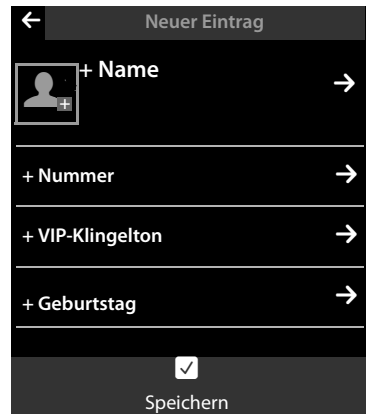 Neuer Eintrag
+ Name
+ Nummer
+ VIP-Klingelton
+ Geburtstag
Speichern